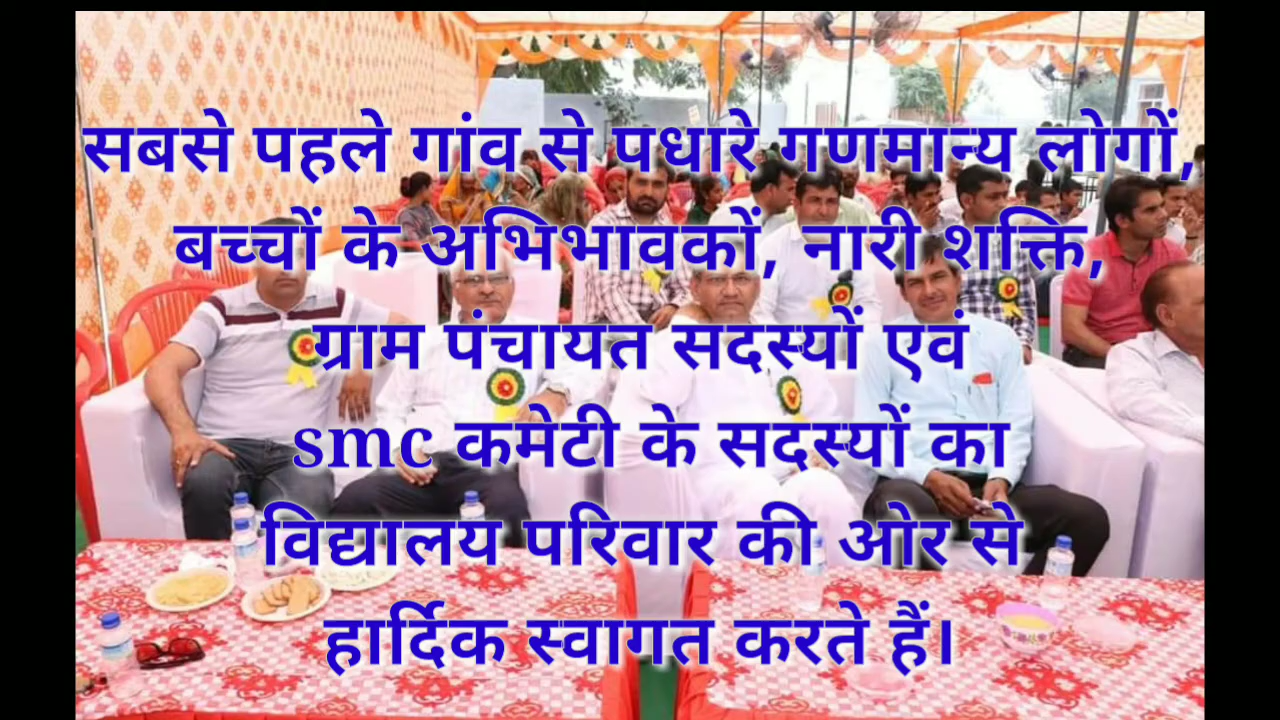 सबसे पहले गांव से पधारे गणमान्य लोगों,
बच्चों के अभिभावकों, नारी शक्ति,
ग्राम पंचायत सदस्यों एवं
smc कमेटी के सदस्यों का
विद्यालय परिवार की ओर से
हार्दिक स्वागत करते हैं।